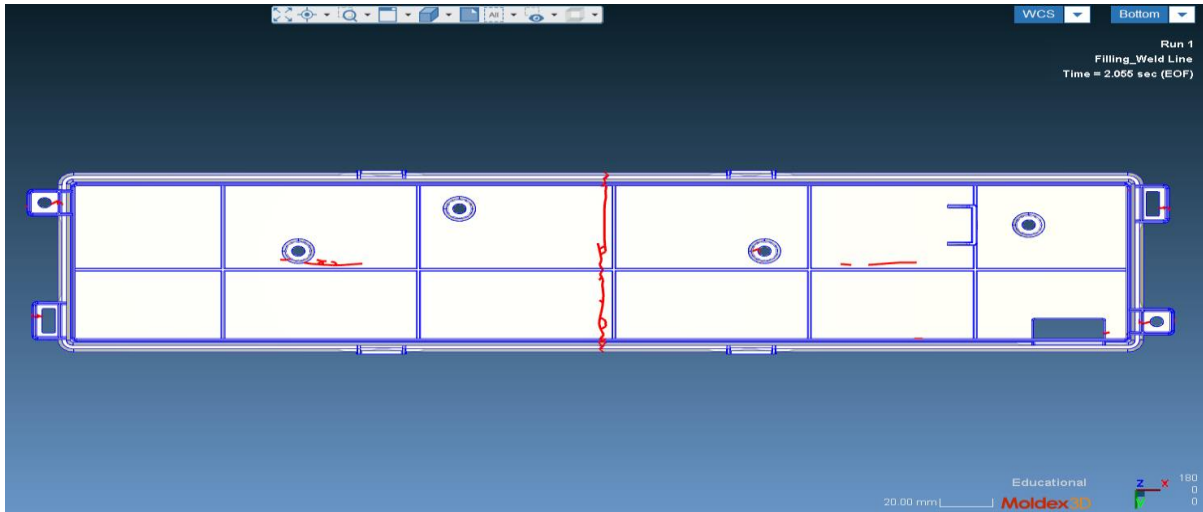 All
WCS
Bottom
Run 1
Filling_Weld Line
Time = 2.055 sec (EOF)
Educational
Moldex3D
20.00 mm
Z X
Y
180
0
0